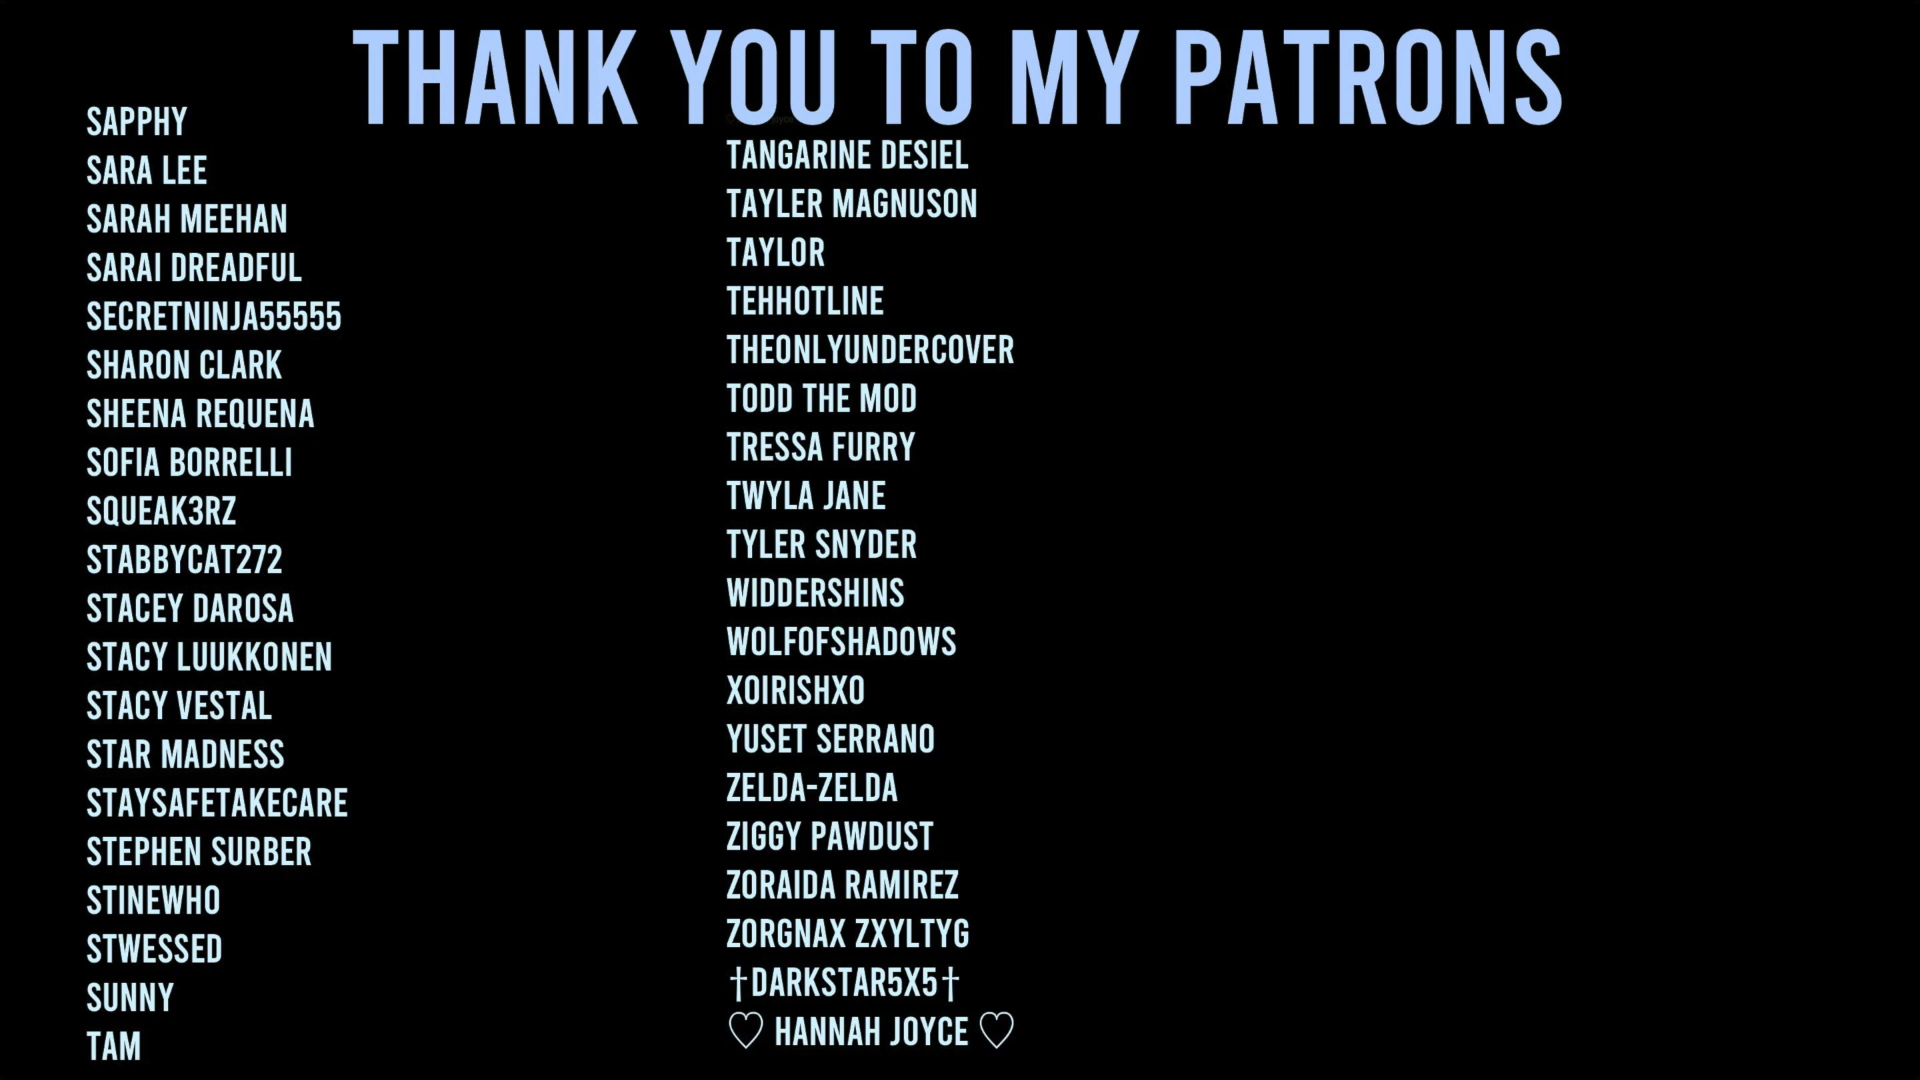 THANK YOU TO MY PATRONS
SAPPHY
SARA LEE
SARAH MEEHAN
SARAI DREADFUL
SECRETNINJA55555
SHARON CLARK
SHEENA REQUENA
SOFIA BORRELLI
SQUEAK3RZ
STABBYCAT272
STACEY DAROSA
STACY LUUKKONEN
STACY VESTAL
STAR MADNESS
STAYSAFETAKECARE
STEPHEN SURBER
STINEWHO
STWESSED
SUNNY
TAM
TANGARINE DESIEL
TAYLER MAGNUSON
TAYLOR
TEHHOTLINE
THEONLYUNDERCOVER
TODD THE MOD
TRESSA FURRY
TWYLA JANE
TYLER SNYDER
WIDDERSHINS
WOLFOFSHADOWS
XOIRISHXO
YUSET SERRANO
ZELDA-ZELDA
ZIGGY PAWDUST
ZORAIDA RAMIREZ
ZORGNAX ZXYLTYG
†DARKSTAR5X5†
♡ HANNAH JOYCE ♡